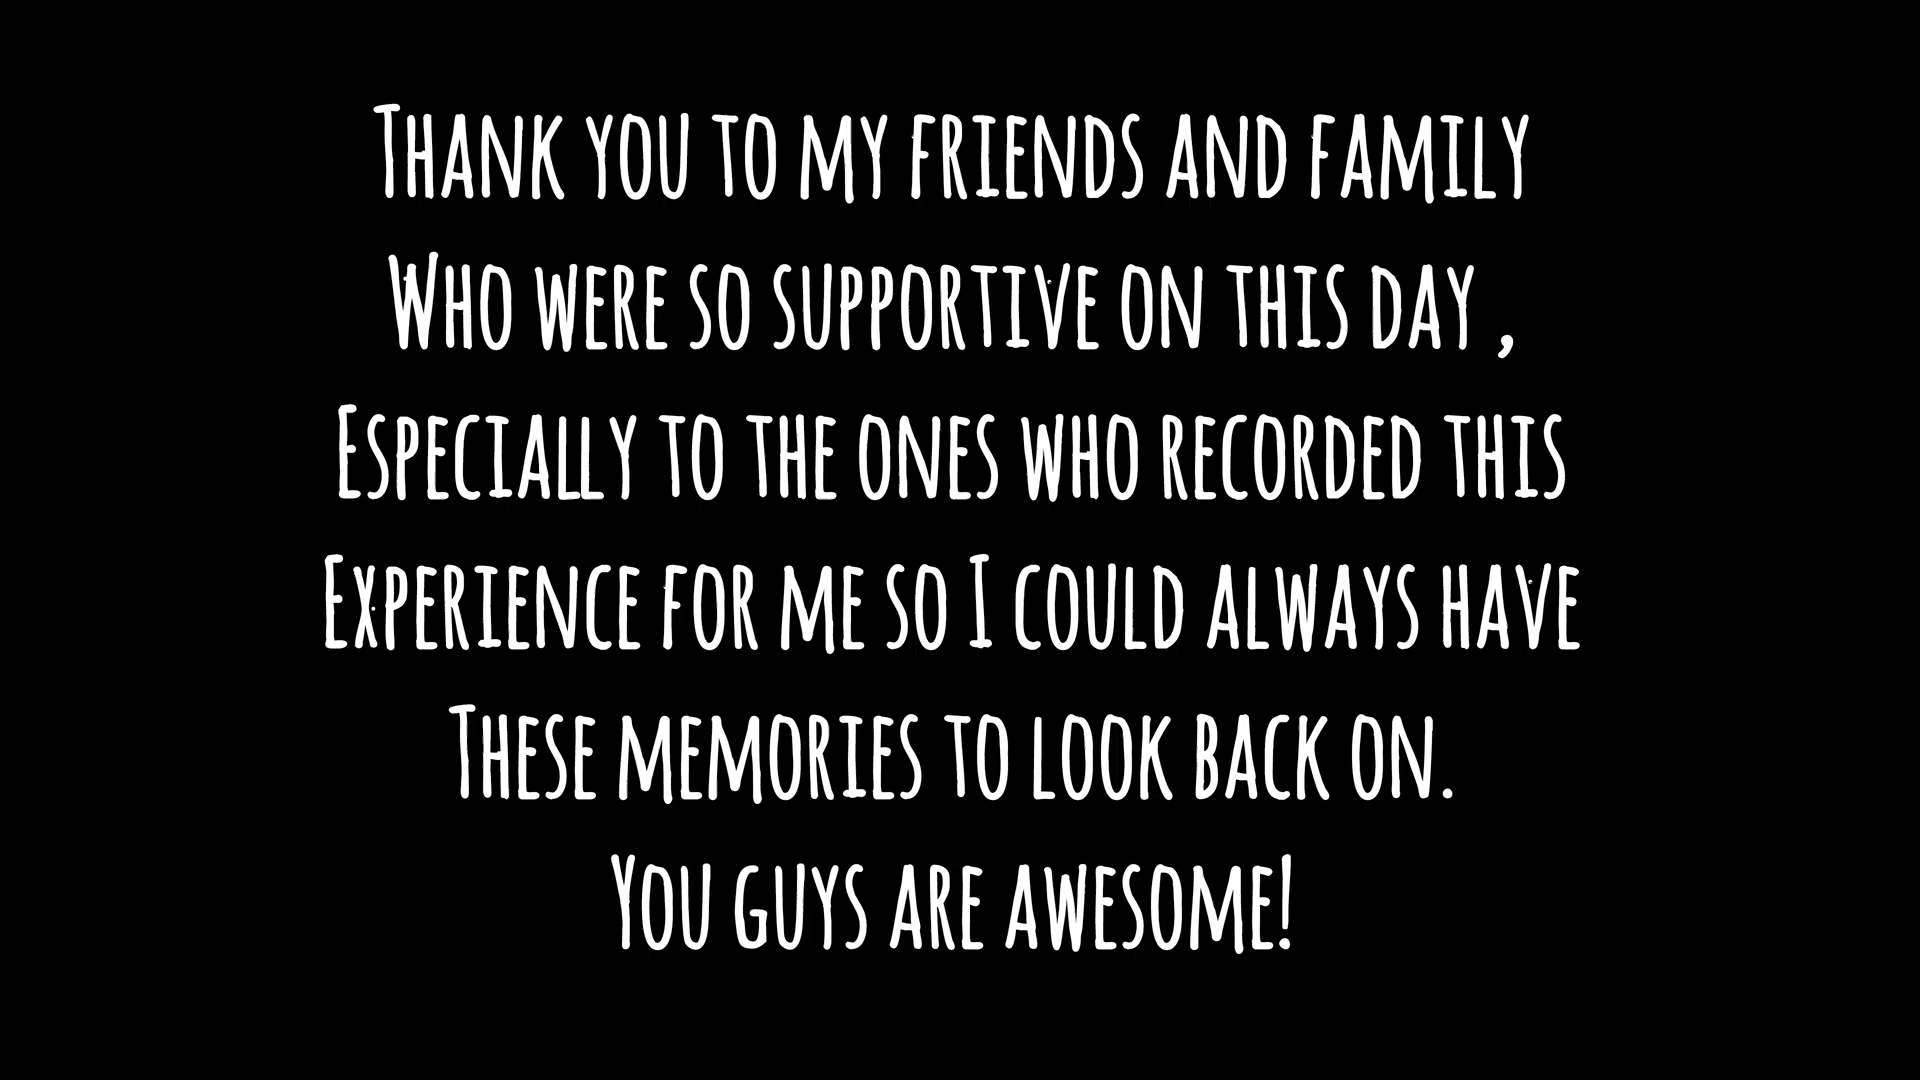 Thank you to my friends and family
Who were so supportive on this day ,
Especially to the ones who recorded this
Experience for me so I could always have
These memories to look back on.
You guys are awesome!